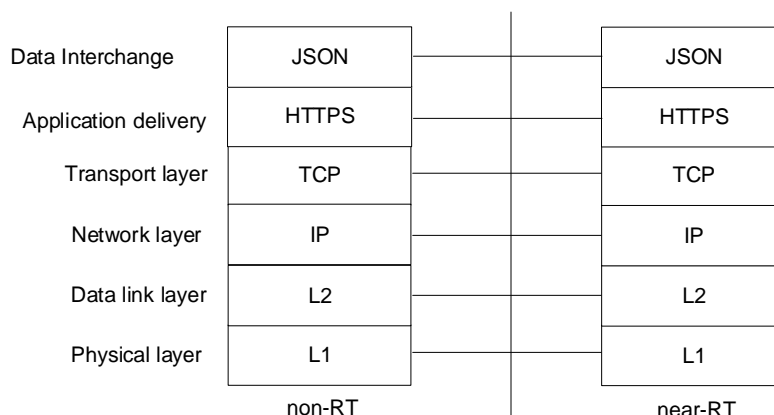 Data Interchange JSON JSON
Application delivery HTTPS HTTPS
Transport layer TCP TCP
Network layer IP IP
Data link layer L2 L2
Physical layer L1 L1
non-RT near-RT